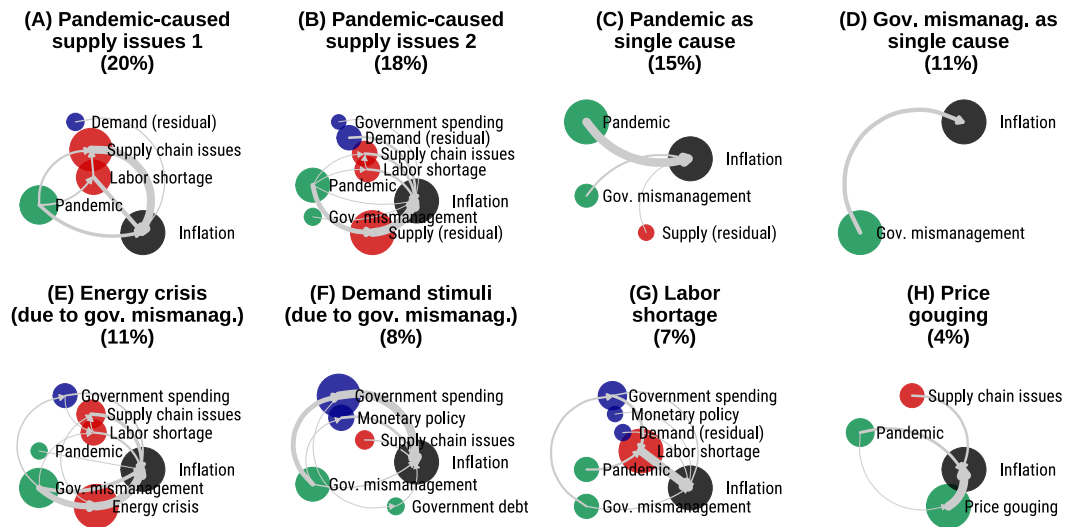 (A) Pandemic-caused
supply issues 1
(20%)
Demand (residual)
Supply chain issues
Labor shortage
Pandemic
Inflation
(B) Pandemic-caused
supply issues 2
(18%)
Government spending
Demand (residual)
Supply chain issues
Labor shortage
Pandemic
Inflation
Gov. mismanagement
Supply (residual)
(C) Pandemic as
single cause
(15%)
Pandemic
Inflation
Gov. mismanagement
Supply (residual)
(D) Gov. mismanag. as
single cause
(11%)
Inflation
Gov. mismanagement
(E) Energy crisis
(due to gov. mismanag.)
(11%)
Government spending
Supply chain issues
Labor shortage
Pandemic
Inflation
Gov. mismanagement
Energy crisis
(F) Demand stimuli
(due to gov. mismanag.)
(8%)
Government spending
Monetary policy
Supply chain issues
Inflation
Gov. mismanagement
Government debt
(G) Labor
shortage
(7%)
Government spending
Monetary policy
Demand (residual)
Labor shortage
Pandemic
Inflation
Gov. mismanagement
(H) Price
gouging
(4%)
Supply chain issues
Pandemic
Inflation
Price gouging